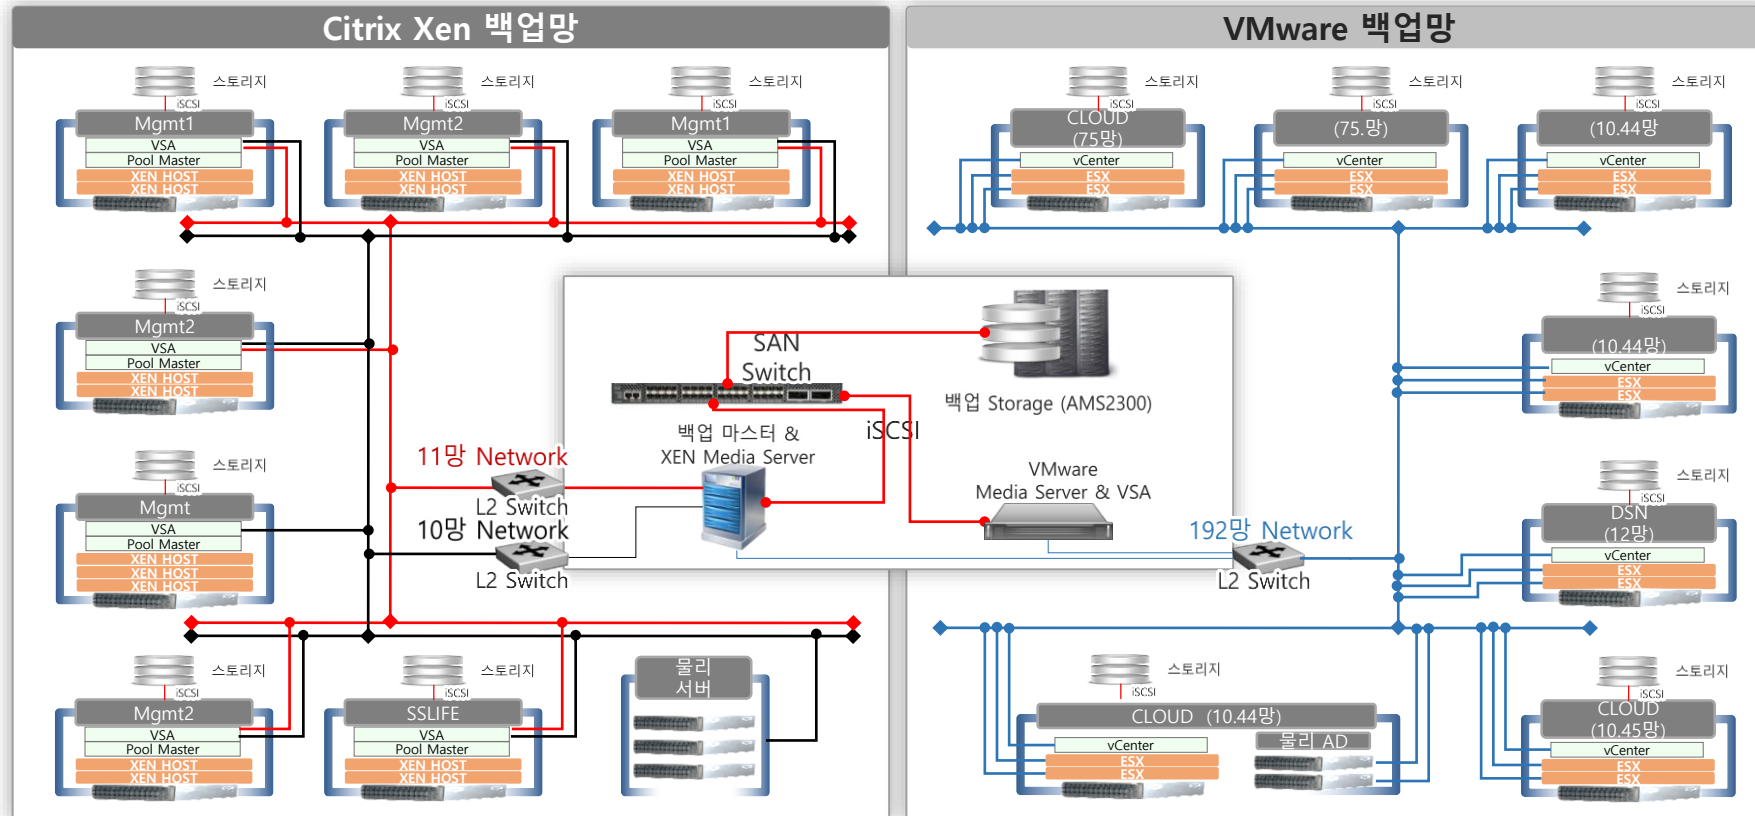 Citrix Xen 백업망
VMware 백업망
스토리지
iSCSI
Mgmt1
VSA
Pool Master
XEN HOST
XEN HOST
스토리지
iSCSI
Mgmt2
VSA
Pool Master
XEN HOST
XEN HOST
스토리지
iSCSI
Mgmt1
VSA
Pool Master
XEN HOST
XEN HOST
스토리지
iSCSI
CLOUD
(75망)
vCenter
ESX
ESX
스토리지
iSCSI
(75.망)
vCenter
ESX
ESX
스토리지
iSCSI
(10.44망
vCenter
ESX
ESX
스토리지
iSCSI
Mgmt2
VSA
Pool Master
XEN HOST
XEN HOST
스토리지
iSCSI
Mgmt
VSA
Pool Master
XEN HOST
XEN HOST
XEN HOST
SAN
Switch
백업 Storage (AMS2300)
백업 마스터 &
XEN Media Server
iSCSI
VMware
Media Server & VSA
11망 Network
L2 Switch
10망 Network
L2 Switch
192망 Network
L2 Switch
스토리지
iSCSI
(10.44망)
vCenter
ESX
ESX
스토리지
iSCSI
DSN
(12망)
vCenter
ESX
ESX
스토리지
iSCSI
Mgmt2
VSA
Pool Master
XEN HOST
XEN HOST
스토리지
iSCSI
SSLIFE
VSA
Pool Master
XEN HOST
XEN HOST
물리
서버
스토리지
iSCSI
CLOUD (10.44망)
vCenter
ESX
ESX
물리 AD
스토리지
iSCSI
CLOUD
(10.45망)
vCenter
ESX
ESX